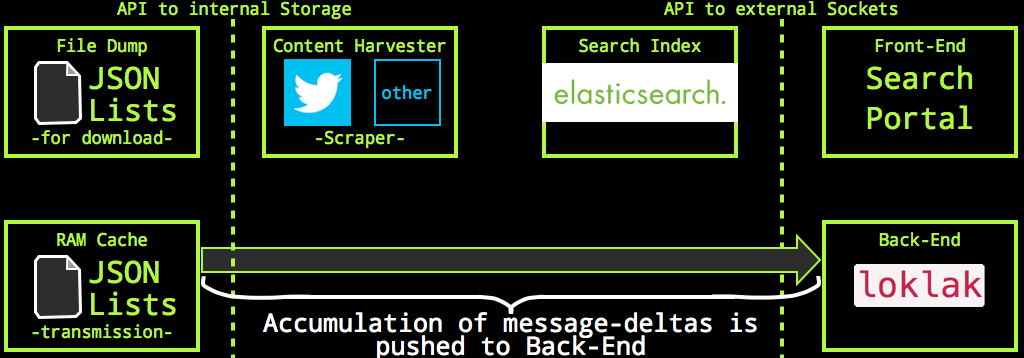 API to internal Storage
API to external Sockets
File Dump
JSON
Lists
-for download-
Content Harvester
other
-Scraper-
Search Index
elasticsearch.
Front-End
Search
Portal
RAM Cache
JSON
Lists
-transmission-
Back-End
loklak
Accumulation of message-deltas is
pushed to Back-End